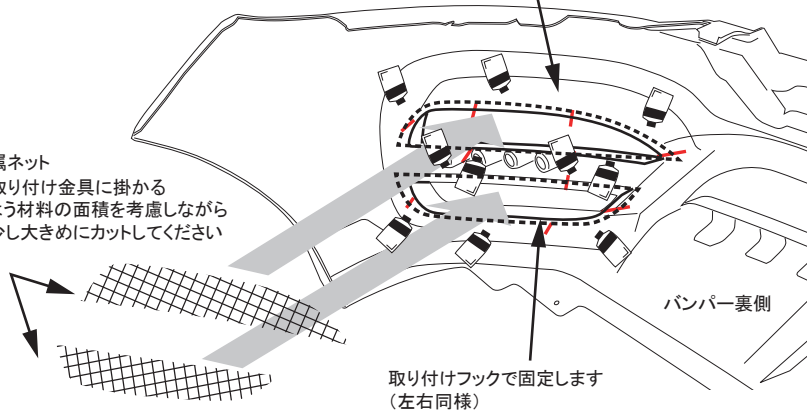 属ネット
取り付け金具に掛かる
よう材料の面積を考慮しながら
少し大きめにカットしてください
バンパー裏側
取り付けフックで固定します
（左右同様）